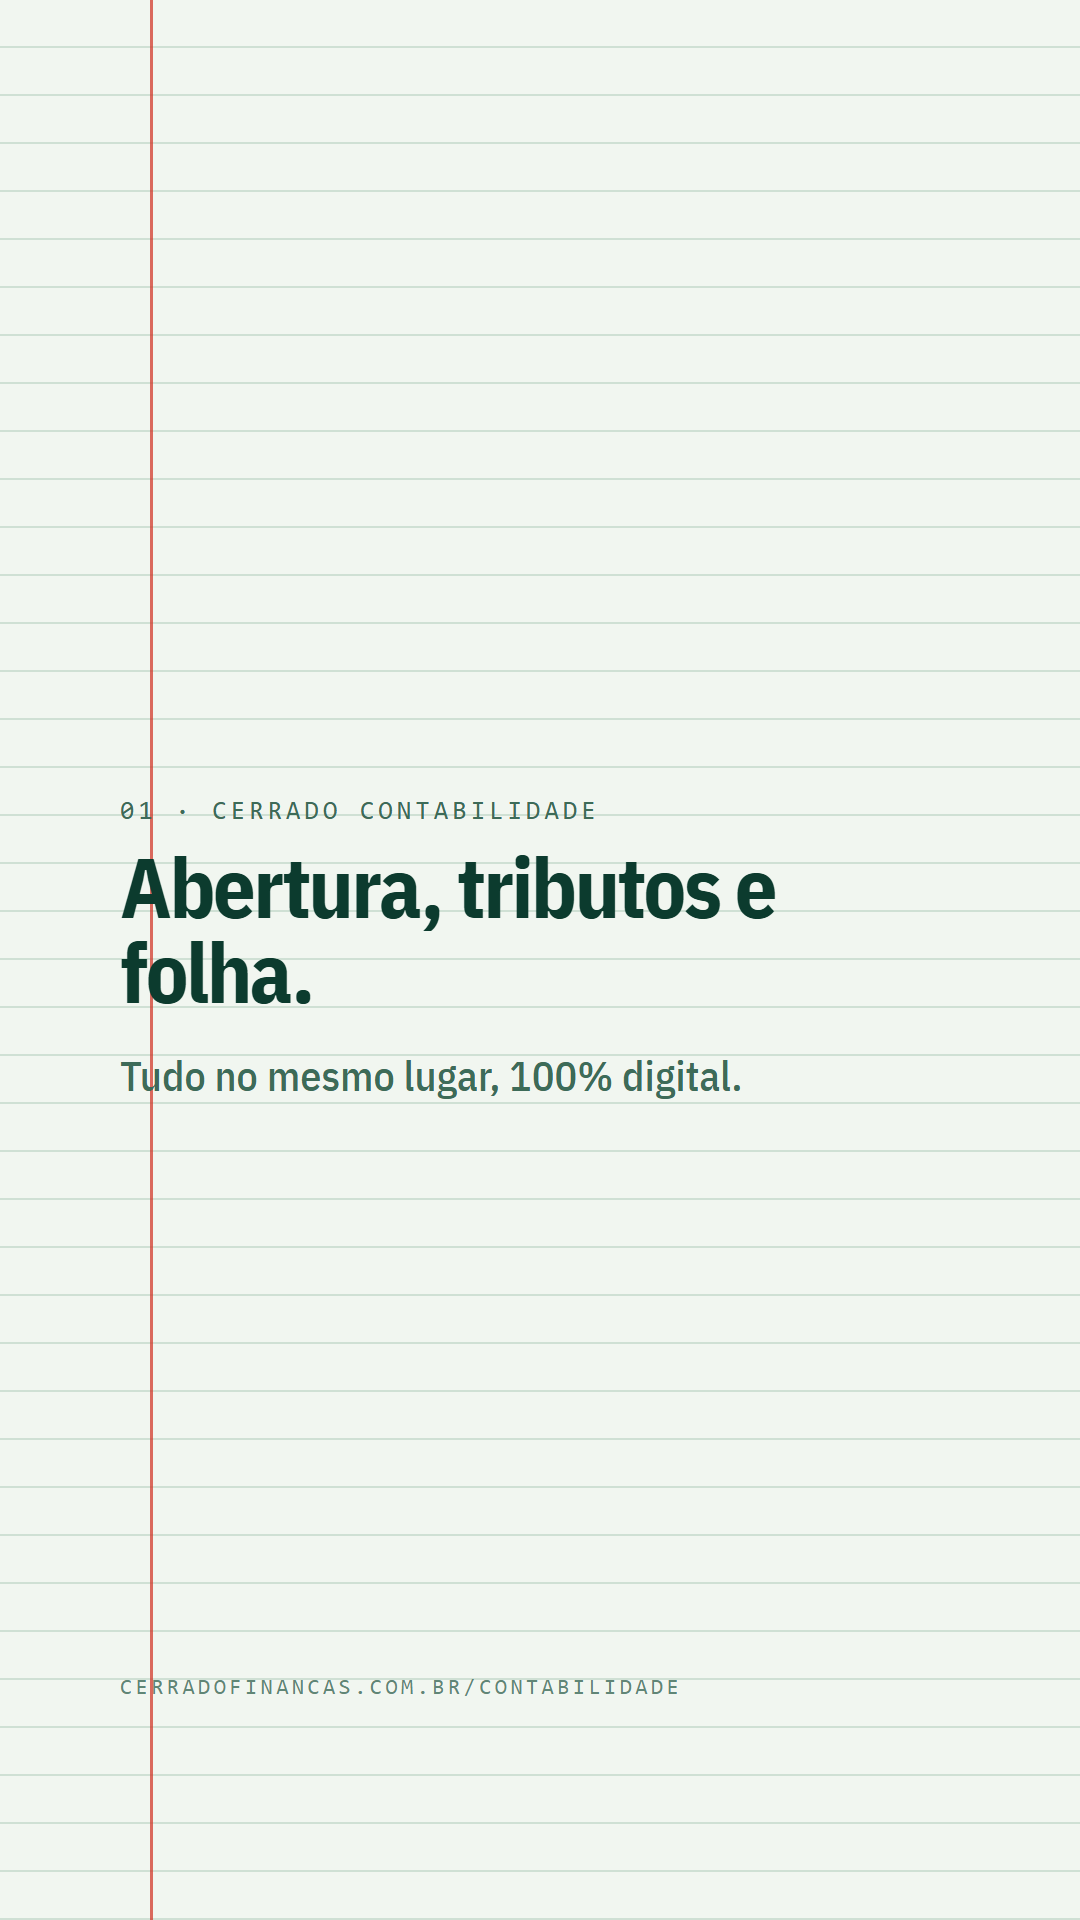 01 · CERRADO CONTABILIDADE
Abertura, tributos e
folha.
Tudo no mesmo lugar, 100% digital.
CERRADOFINANCAS.COM.BR/CONTABILIDADE